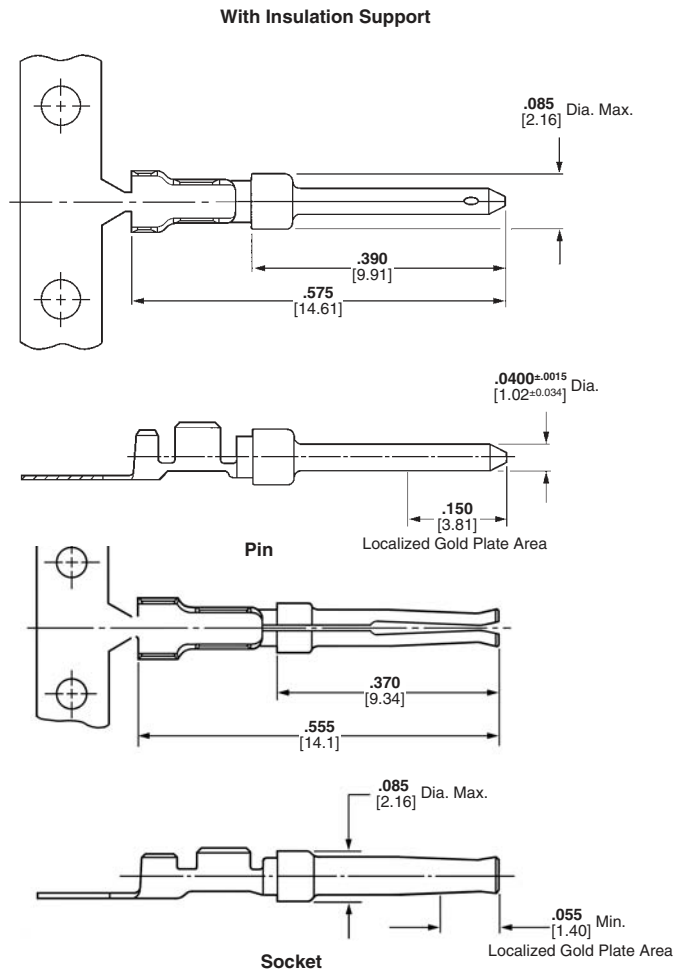 With Insulation Support
.085
[2.16] Dia. Max.
.390
[9.91]
.575
[14.61]
.0400±.0015 Dia.
[1.02±0.034]
.150
[3.81]
Localized Gold Plate Area
Pin
.370
[9.34]
.555
[14.1]
.085
[2.16] Dia. Max.
.055
[1.40] Min.
Localized Gold Plate Area
Socket